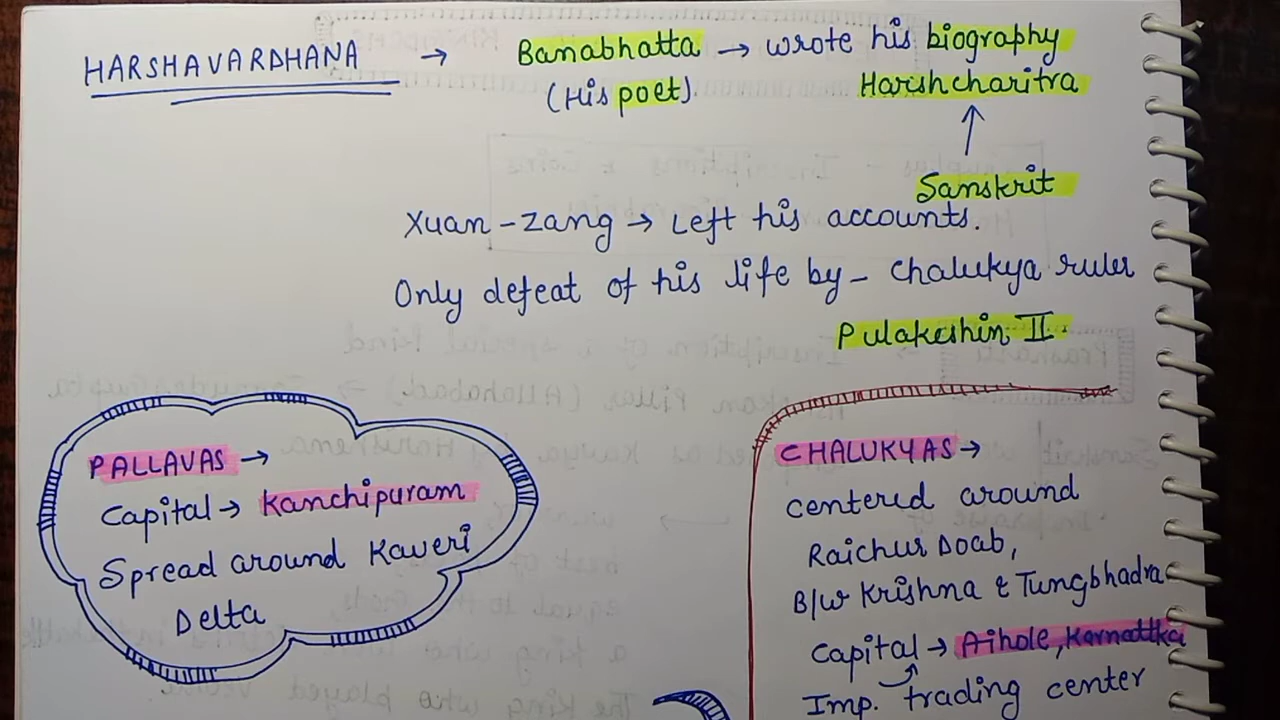 HARSHAVARDHANA → Banabhatta → wrote his biography
(His poet) Harshcharitra
↑
Sanskrit
Xuan-zang → Left his accounts.
Only defeat of his life by - Chalukya ruler
Pulakeshin II.
PALLAVAS →
Capital → Kanchipuram
Spread around Kaveri
Delta
CHALUKYAS →
centered around
Raichur Doab,
B/w Krishna & Tungbhadra
Capital → Aihole, Karnattka
Imp. trading center